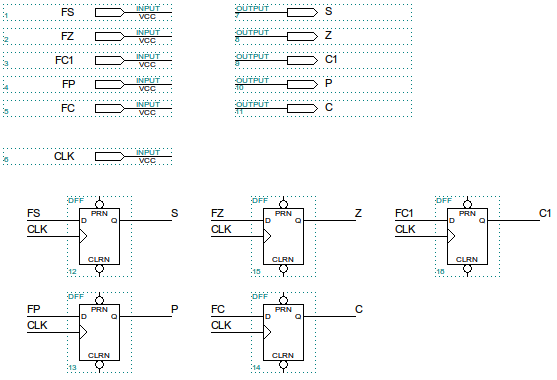 FS INPUT VCC 1 OUTPUT 7 S
FZ INPUT VCC 2 OUTPUT 8 Z
FC1 INPUT VCC 3 OUTPUT 9 C1
FP INPUT VCC 4 OUTPUT 10 P
FC INPUT VCC 5 OUTPUT 11 C
CLK INPUT VCC 6
DFF DFF DFF
FS D PRN Q S FZ D PRN Q Z FC1 D PRN Q C1
CLK CLK CLK
CLRN CLRN CLRN
12 15 16
DFF DFF
FP D PRN Q P FC D PRN Q C
CLK CLK
CLRN CLRN
13 14